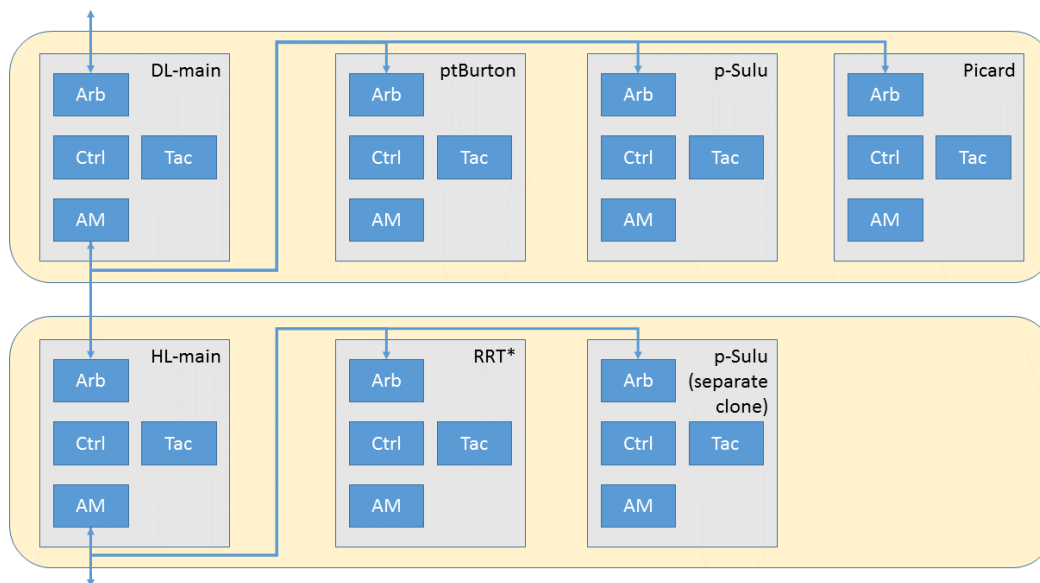 DL-main
Arb
Ctrl Tac
AM
ptBurton
Arb
Ctrl Tac
AM
p-Sulu
Arb
Ctrl Tac
AM
Picard
Arb
Ctrl Tac
AM
HL-main
Arb
Ctrl Tac
AM
RRT*
Arb
Ctrl Tac
AM
p-Sulu
(separate
clone)
Arb
Ctrl Tac
AM